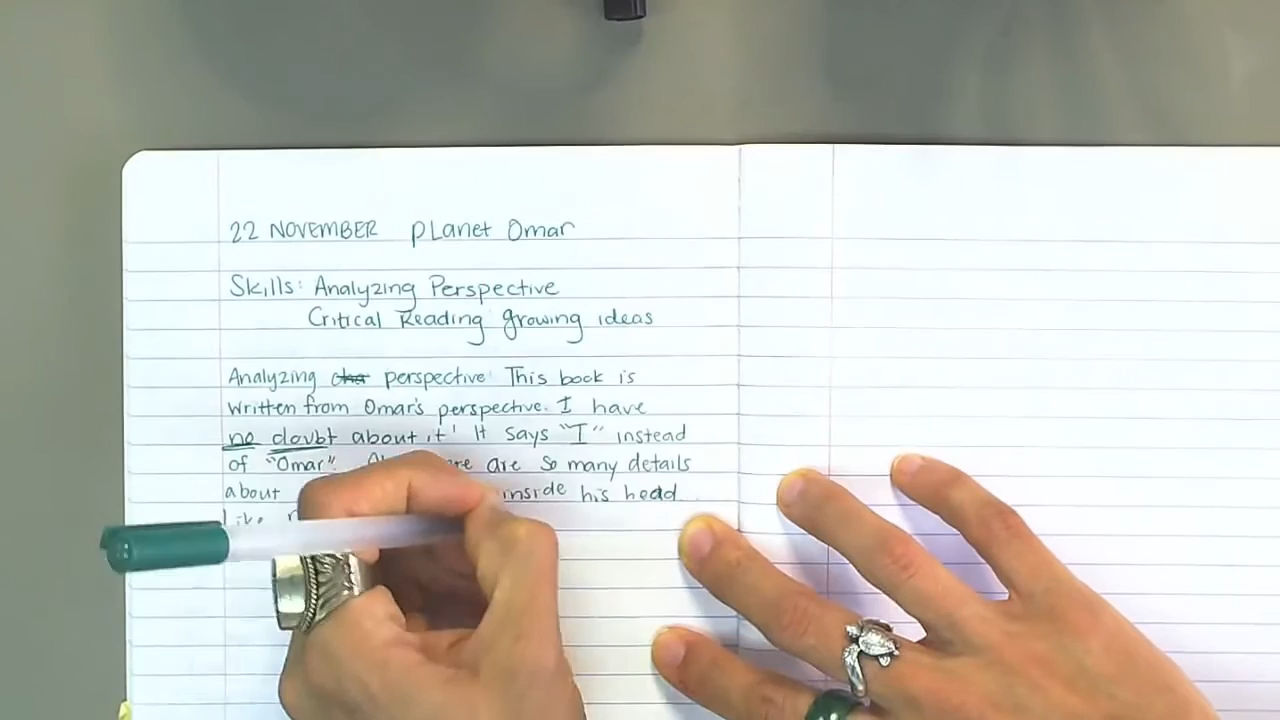 22 NOVEMBER planet Omar
Skills: Analyzing Perspective
Critical Reading: growing ideas
Analyzing cha perspective: This book is
written from Omar's perspective. I have
no doubt about it! It says "I" instead
of "Omar". are so many details
about inside his head
like